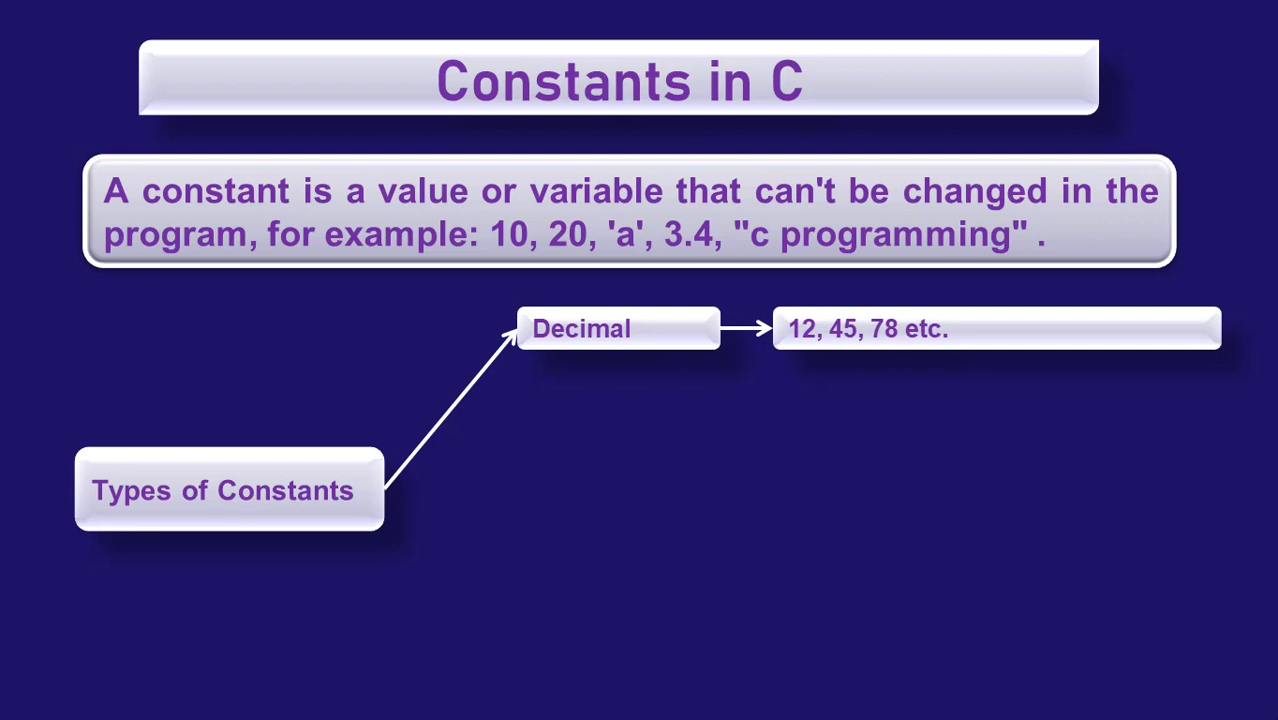 Constants in C
A constant is a value or variable that can't be changed in the
program, for example: 10, 20, 'a', 3.4, "c programming" .
Decimal
12, 45, 78 etc.
Types of Constants